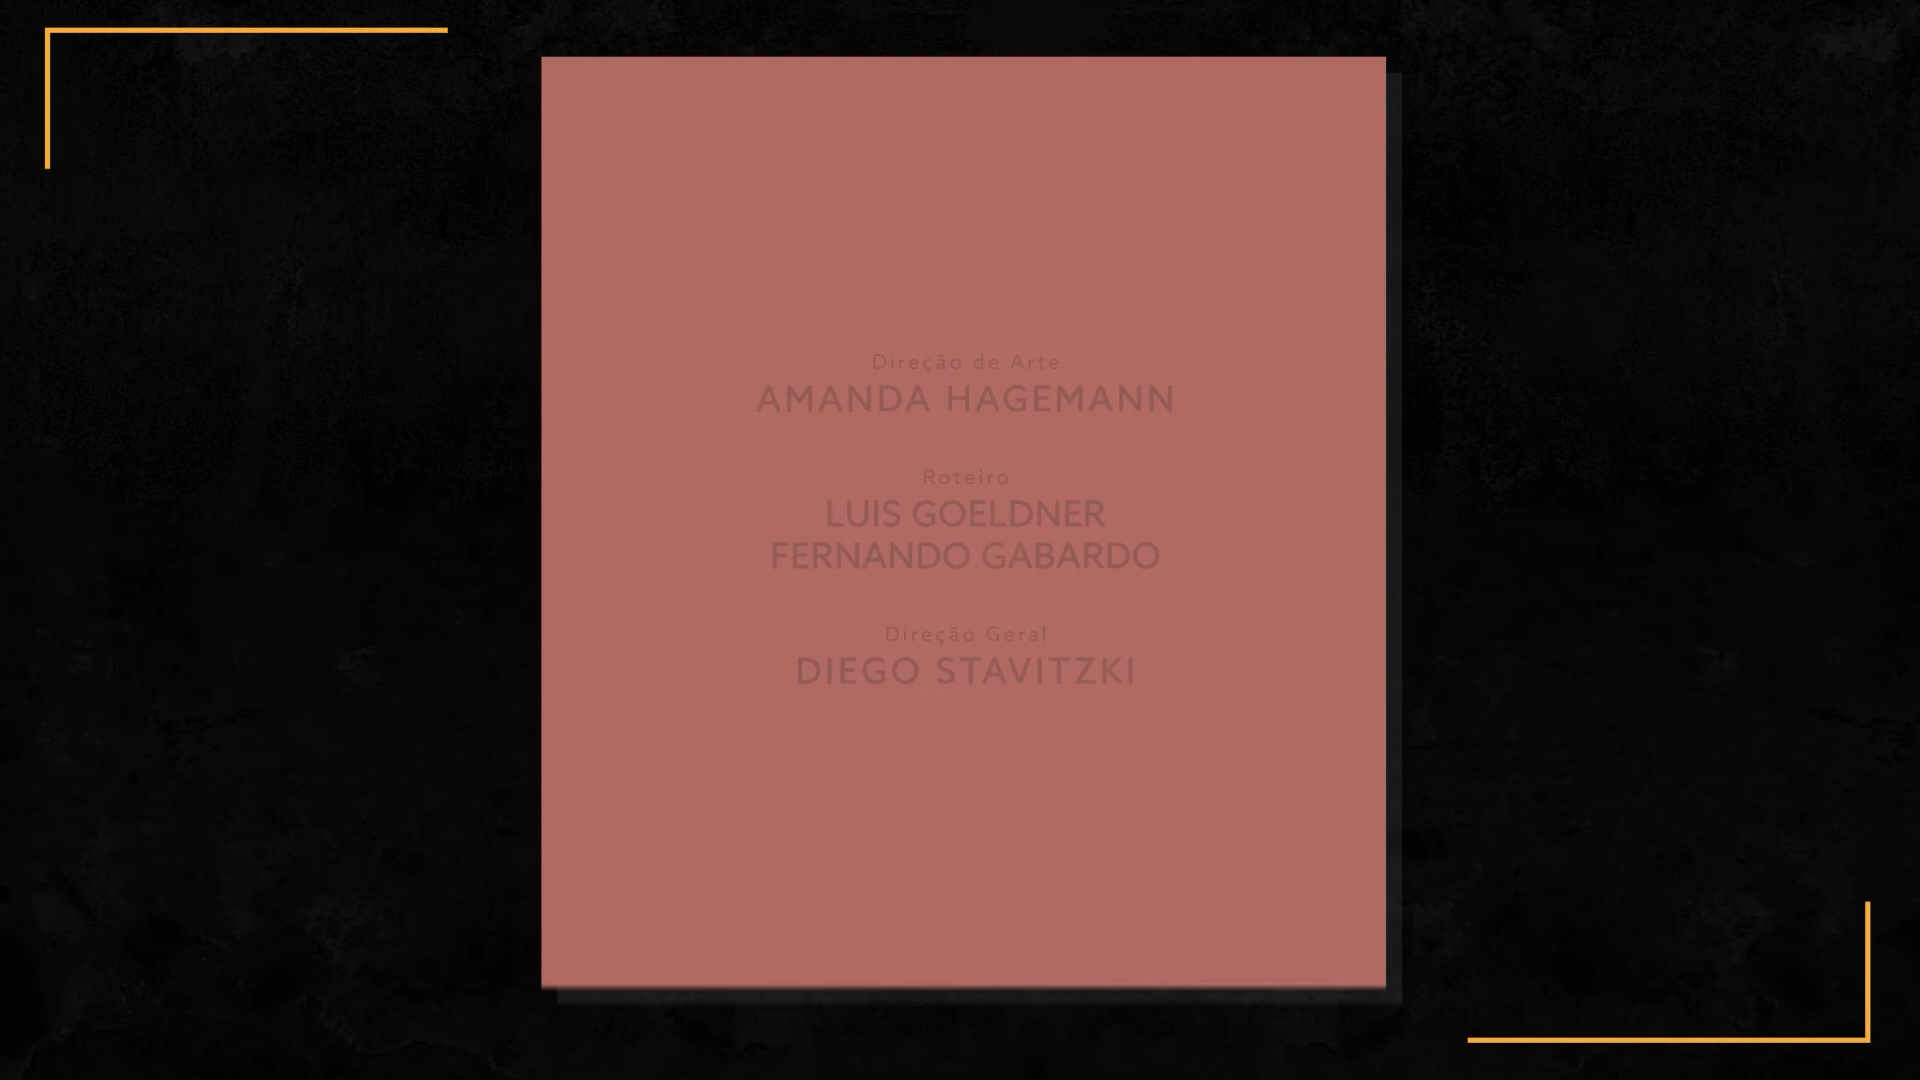 Direção de Arte
AMANDA HAGEMANN
Roteiro
LUIS GOELDNER
FERNANDO GABARDO
Direção Geral
DIEGO STAVITZKI